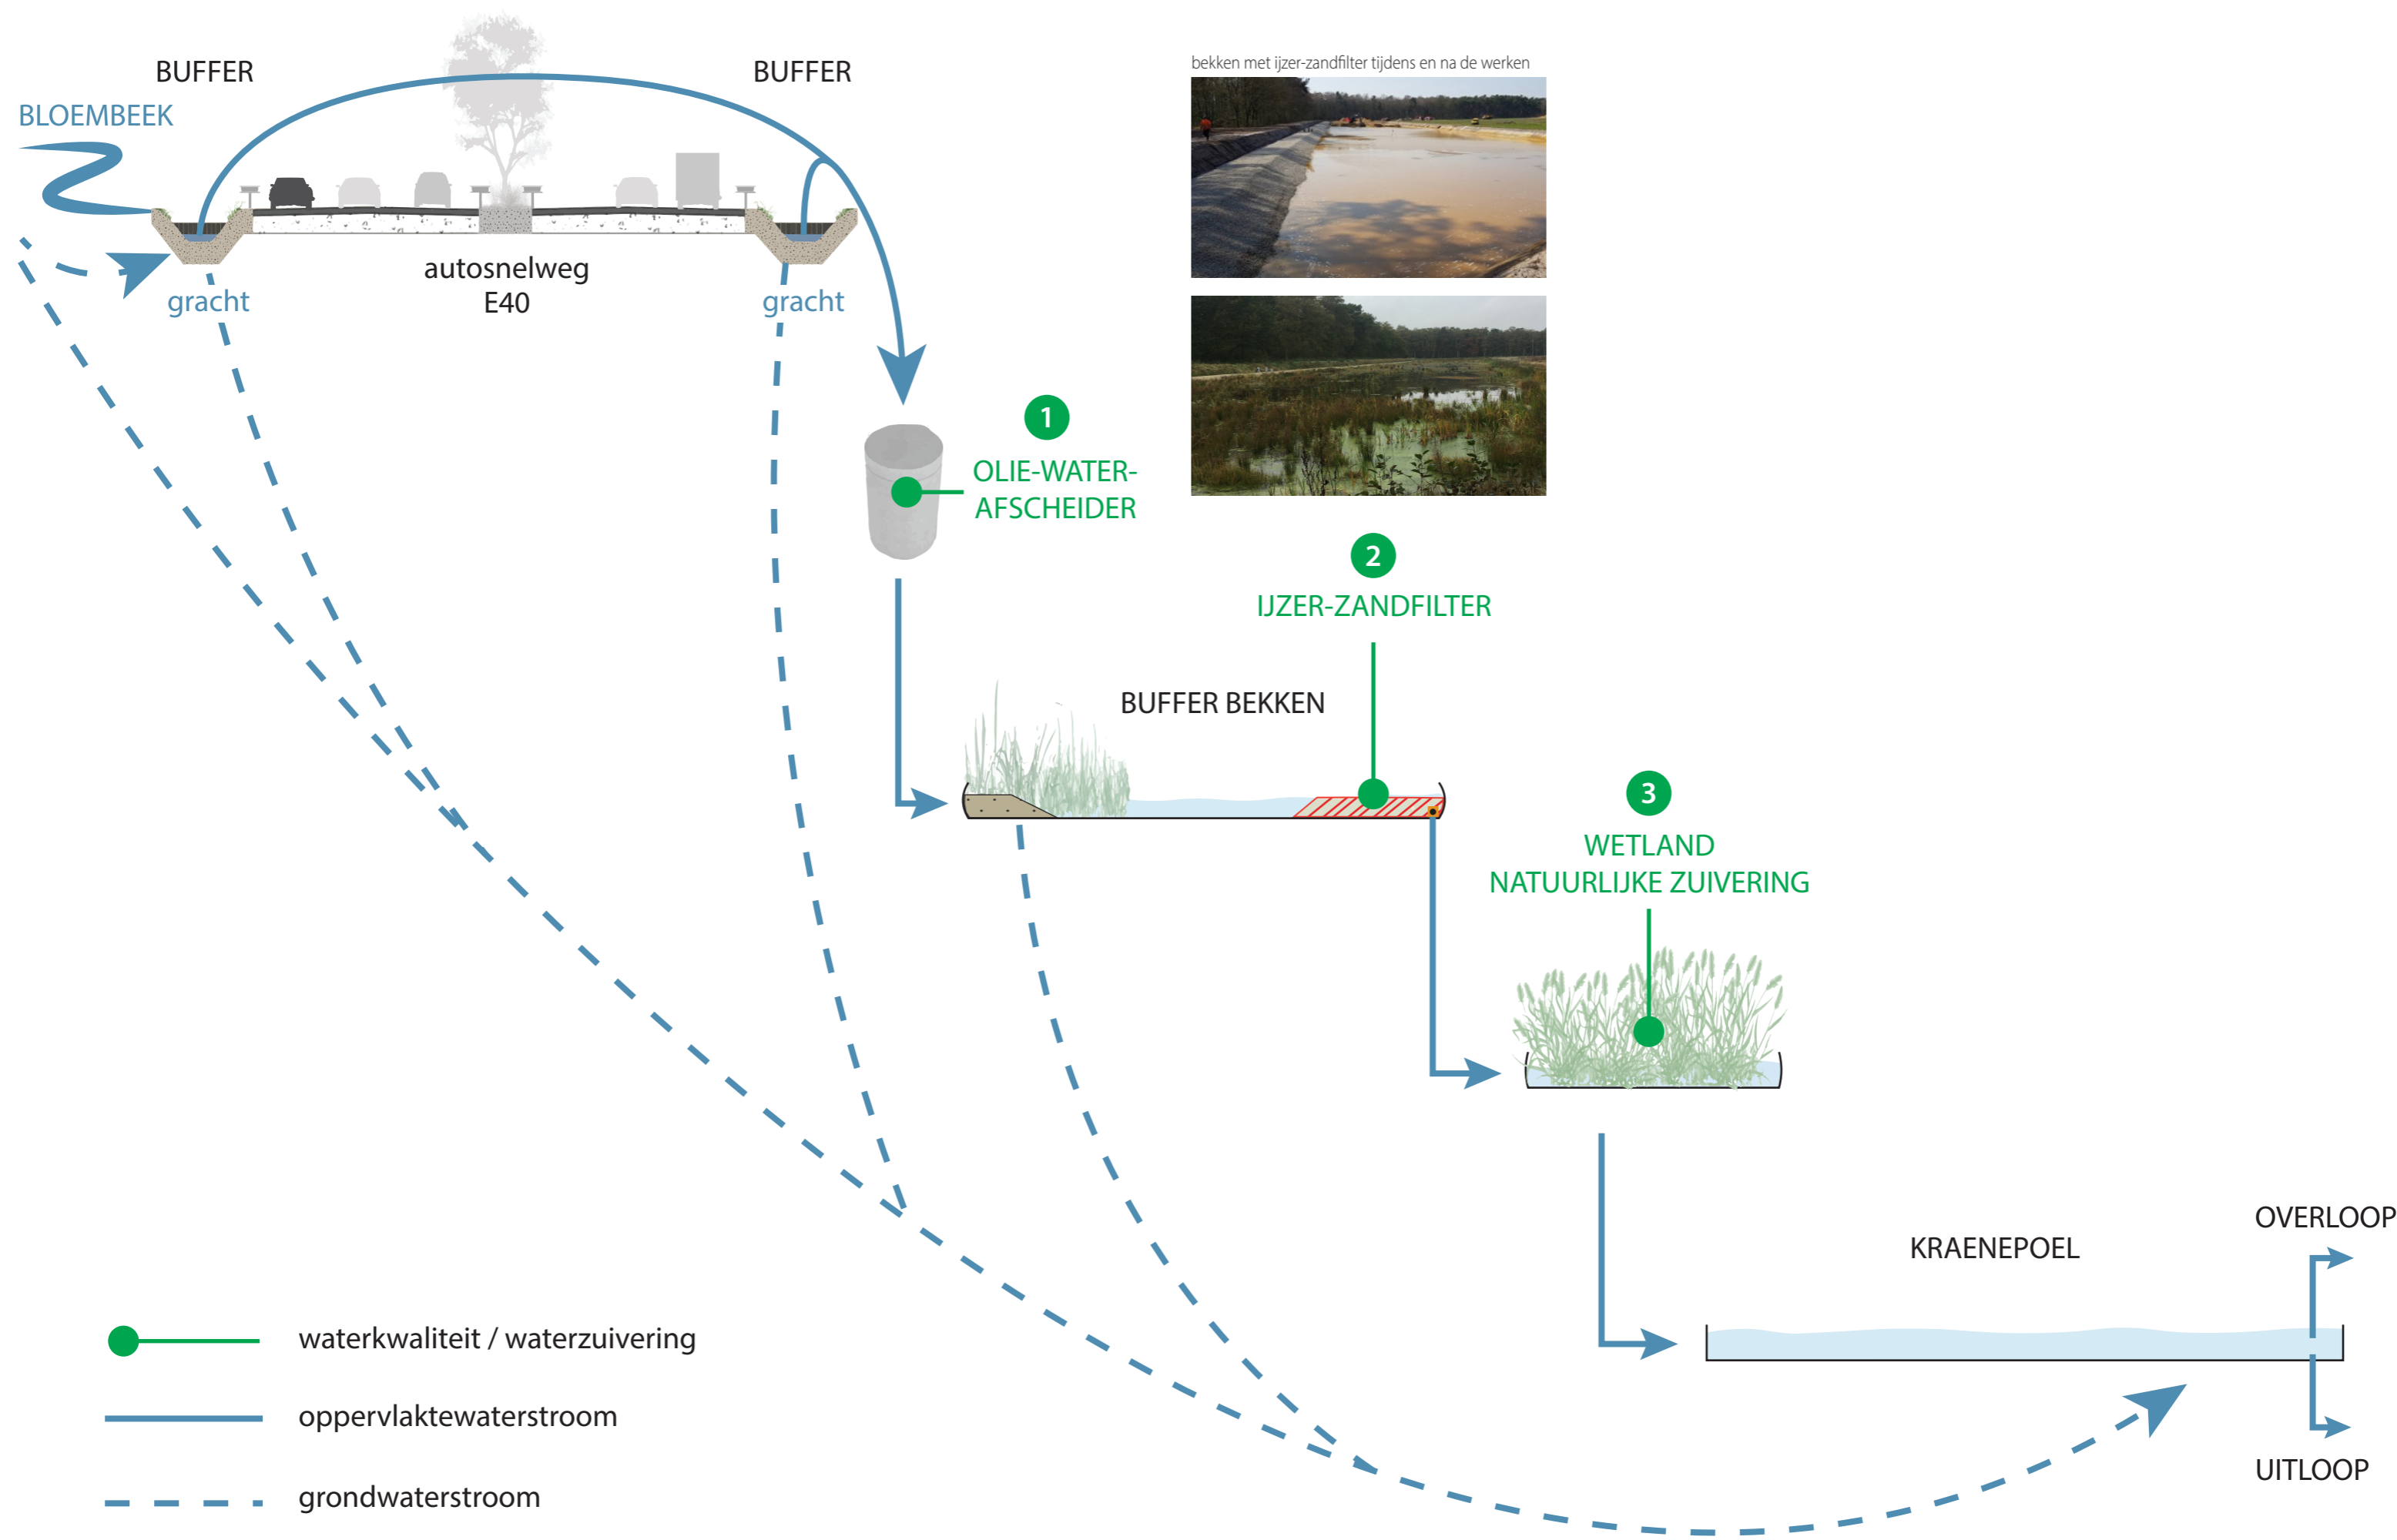 BUFFER
BUFFER
BLOEMBEEK
gracht
autosnelweg
E40
gracht
bekken met ijzer-zandfilter tijdens en na de werken
1
OLIE-WATER-
AFSCHEIDER
2
IJZER-ZANDFILTER
BUFFER BEKKEN
3
WETLAND
NATUURLIJKE ZUIVERING
KRAENEPOEL
OVERLOOP
UITLOOP
waterkwaliteit / waterzuivering
oppervlaktewaterstroom
grondwaterstroom